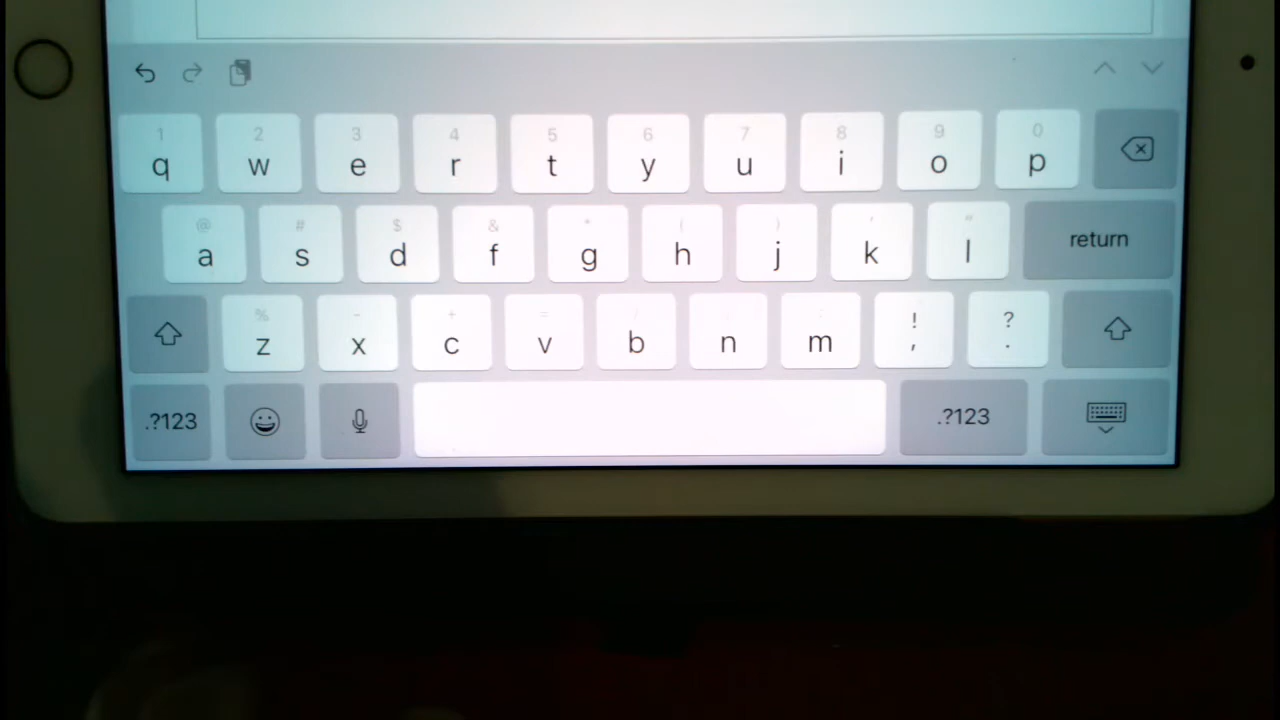 1 2 3 4 5 6 7 8 9 0
q w e r t y u i o p
@ # $ & * ( ) ' "
a s d f g h j k l return
% - + = / ; : ! ?
z x c v b n m , .
.?123 .?123